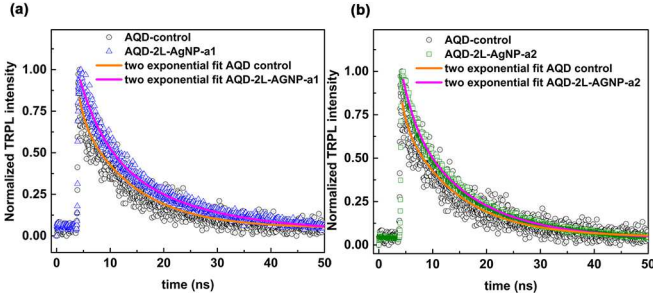 (a)
AQD-control
AQD-2L-AgNP-a1
two exponential fit AQD control
two exponential fit AQD-2L-AGNP-a1
Normalized TRPL intensity
1.00
0.75
0.50
0.25
0.00
0 10 20 30 40 50
time (ns)
(b)
AQD-control
AQD-2L-AgNP-a2
two exponential fit AQD control
two exponential fit AQD-2L-AGNP-a2
Normalized TRPL intensity
1.00
0.75
0.50
0.25
0.00
0 10 20 30 40 50
time (ns)